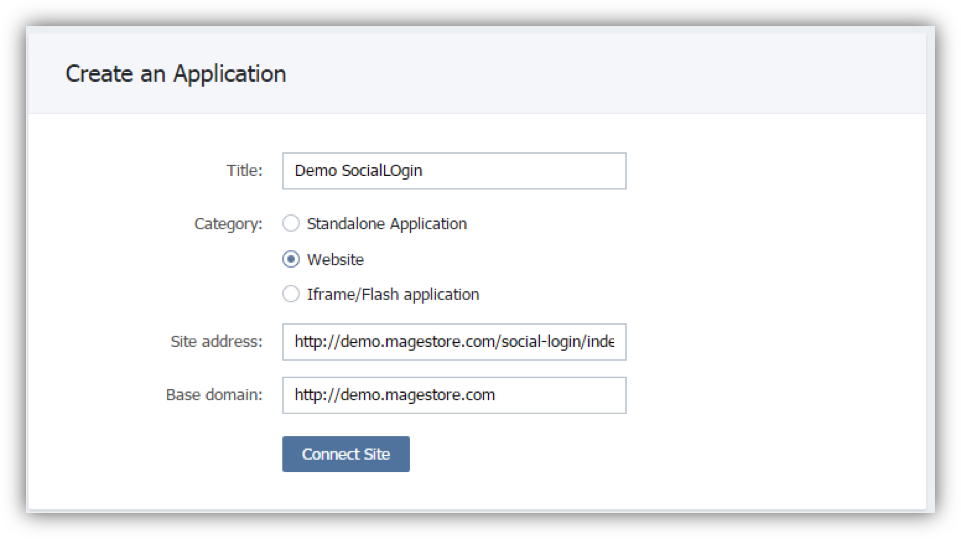 Create an Application
Title: Demo SocialLOgin
Category: Standalone Application
Website
Iframe/Flash application
Site address: http://demo.magestore.com/social-login/inde
Base domain: http://demo.magestore.com
Connect Site